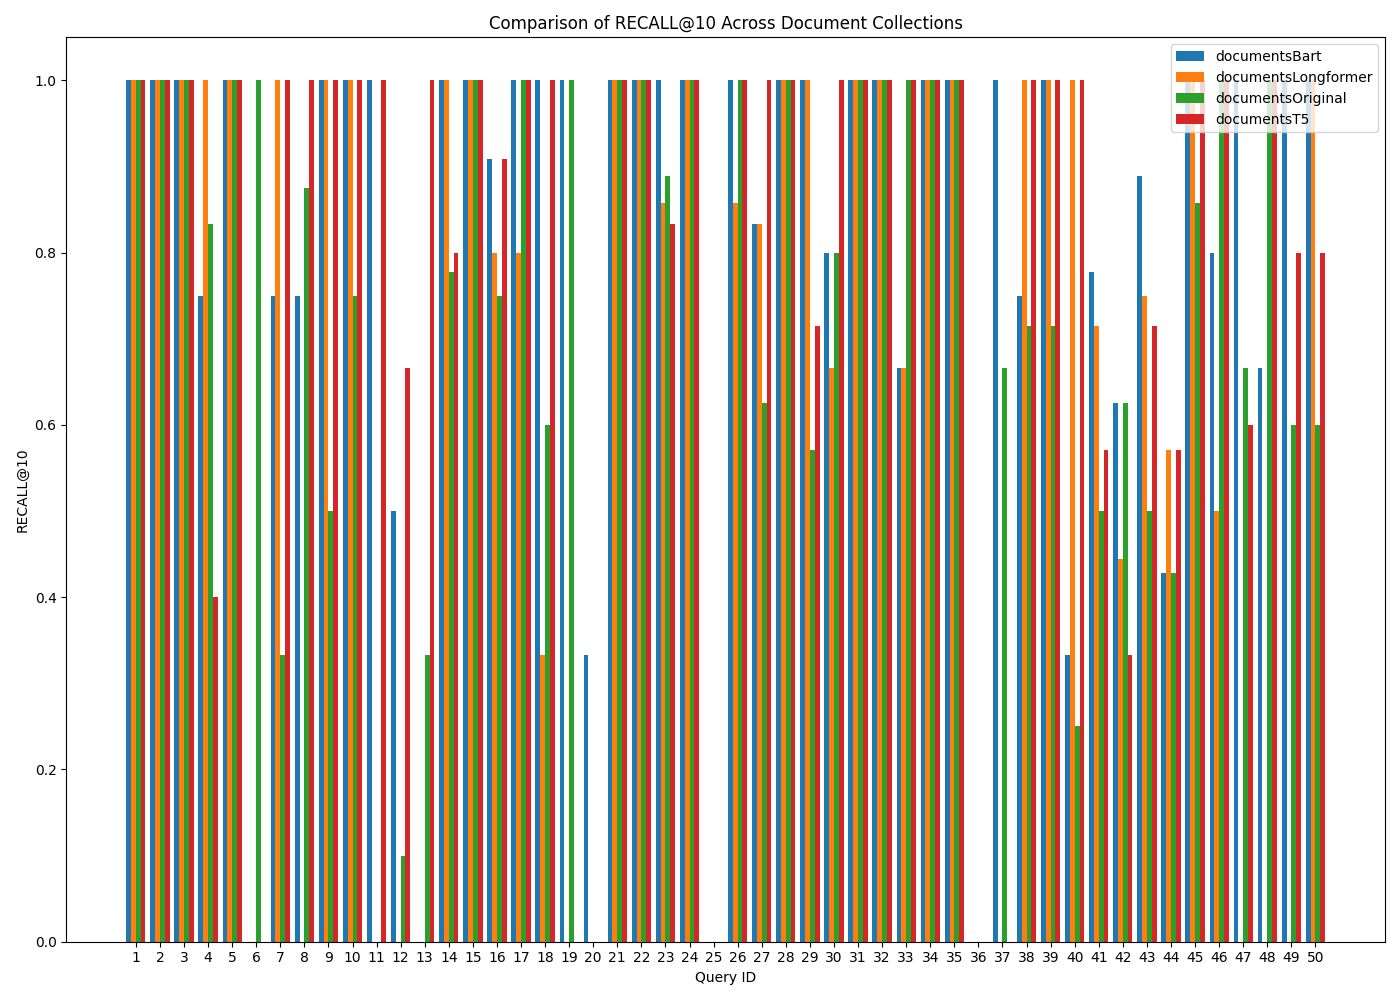 Comparison of RECALL@10 Across Document Collections
documentsBart
documentsLongformer
documentsOriginal
documentsT5
RECALL@10
1.0
0.8
0.6
0.4
0.2
0.0
1 2 3 4 5 6 7 8 9 10 11 12 13 14 15 16 17 18 19 20 21 22 23 24 25 26 27 28 29 30 31 32 33 34 35 36 37 38 39 40 41 42 43 44 45 46 47 48 49 50
Query ID